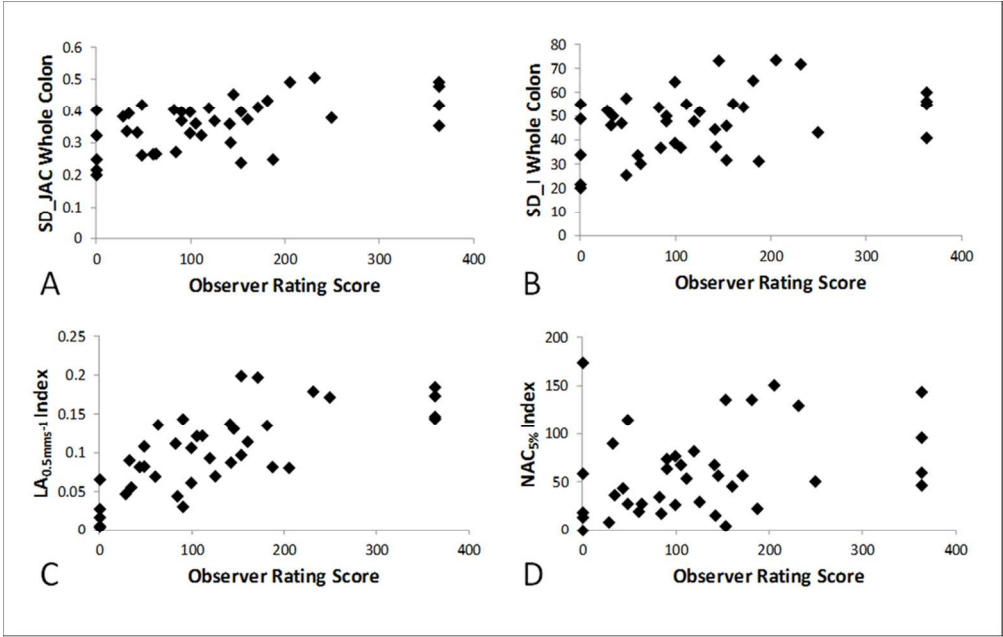 0.6
0.5
0.4
0.3
0.2
0.1
0
SD_JAC Whole Colon
0 100 200 300 400
Observer Rating Score
A
80
70
60
50
40
30
20
10
0
SD_I Whole Colon
0 100 200 300 400
Observer Rating Score
B
0.25
0.2
0.15
0.1
0.05
0
LA0.5mms-1 Index
0 100 200 300 400
Observer Rating Score
C
200
150
100
50
0
NAC5% Index
0 100 200 300 400
Observer Rating Score
D